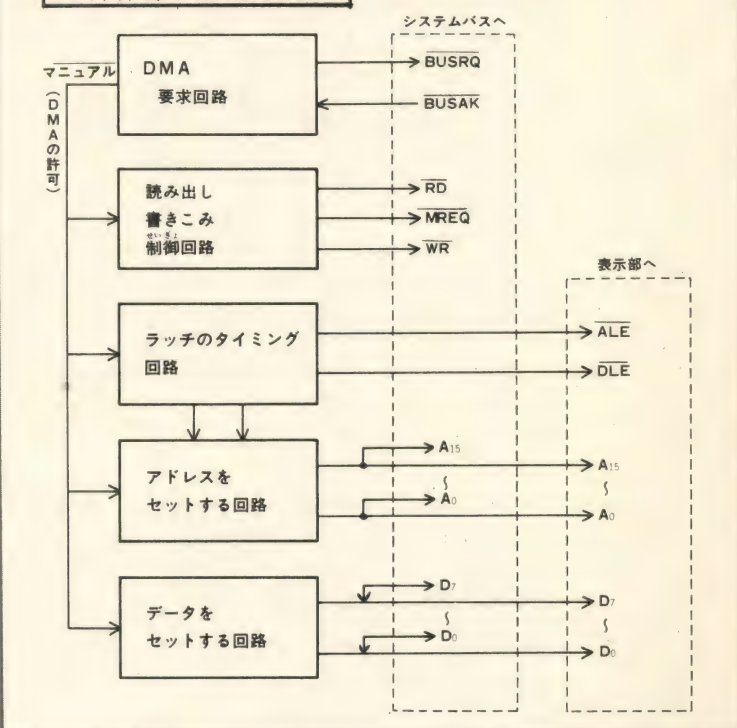 システムバスへ
マニュアル
(DMAの許可)
DMA
要求回路
BUSRQ
BUSAK
読み出し
書きこみ
せいぎょ
制御回路
RD
MREQ
WR
表示部へ
ラッチのタイミング
回路
ALE
DLE
アドレスを
セットする回路
A15
〜
A0
A15
〜
A0
データを
セットする回路
D7
〜
D0
D7
〜
D0